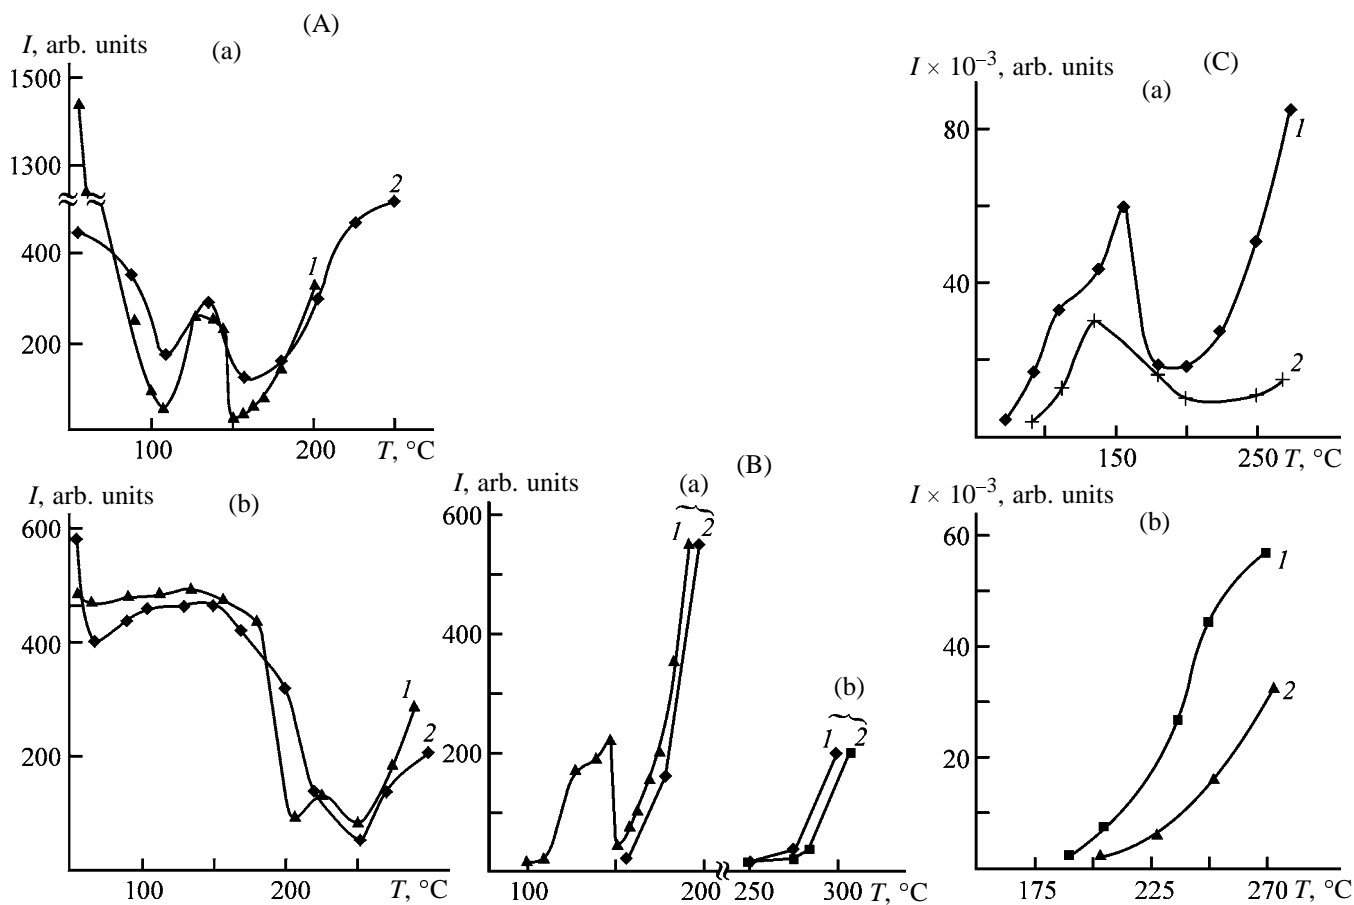 (A)
I, arb. units
(a)
1500
1300
400
200
1
2
100
200
T, °C
I, arb. units
(b)
600
400
200
1
2
100
200
T, °C
(B)
I, arb. units
(a)
600
400
200
1
2
(b)
1
2
100
200
250
300
T, °C
(C)
I × 10⁻³, arb. units
(a)
80
40
1
2
150
250
T, °C
I × 10⁻³, arb. units
(b)
60
40
20
1
2
175
225
270
T, °C